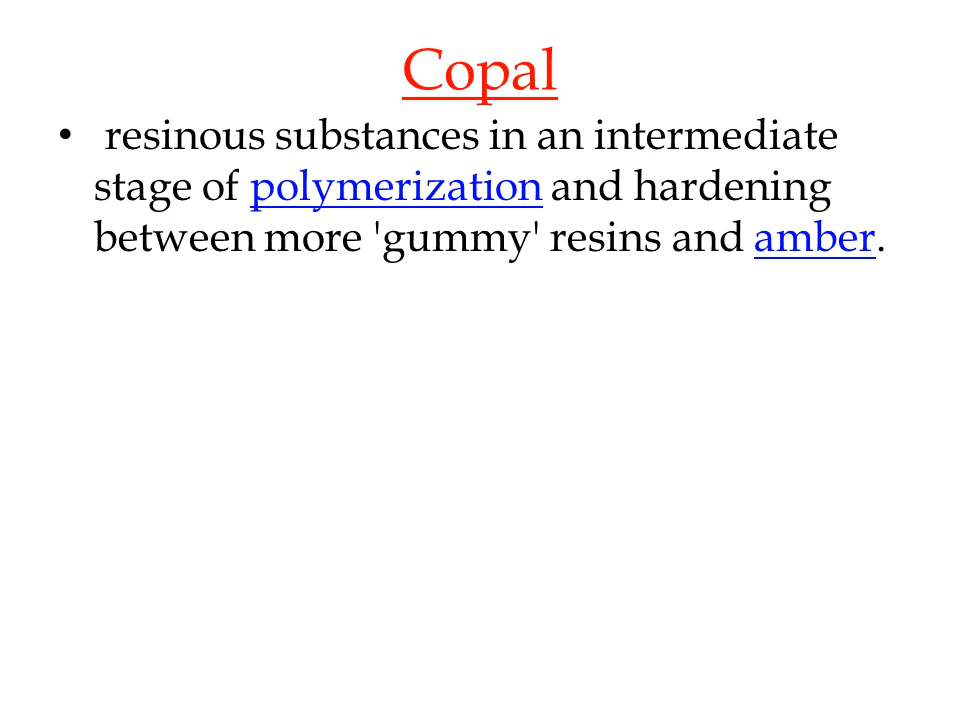 Copal
• resinous substances in an intermediate
stage of polymerization and hardening
between more 'gummy' resins and amber.